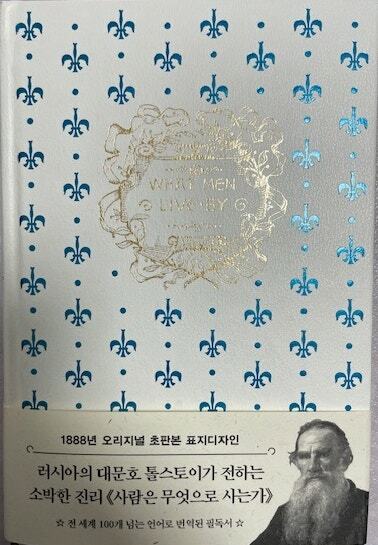 WHAT MEN
LIVE BY
1888년 오리지널 초판본 표지디자인
러시아의 대문호 톨스토이가 전하는
소박한 진리 《사람은 무엇으로 사는가》
☆ 전 세계 100개 넘는 언어로 번역된 필독서 ☆